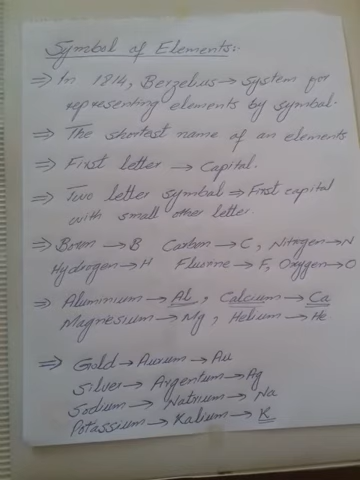 Symbol of Elements:-
⇒ In 1814, Berzelius → System for
representing elements by symbol.
⇒ The shortest name of an elements
⇒ First letter → Capital.
⇒ Two letter symbol ⇒ First capital
with small other letter.
⇒ Boron → B Carbon → C, Nitrogen → N
Hydrogen → H Fluorine → F, Oxygen → O
⇒ Aluminium → Al, Calcium → Ca
Magnesium → Mg, Helium → He
⇒ Gold → Aurum → Au
Silver → Argentum → Ag
Sodium → Natrium → Na
Potassium → Kalium → K